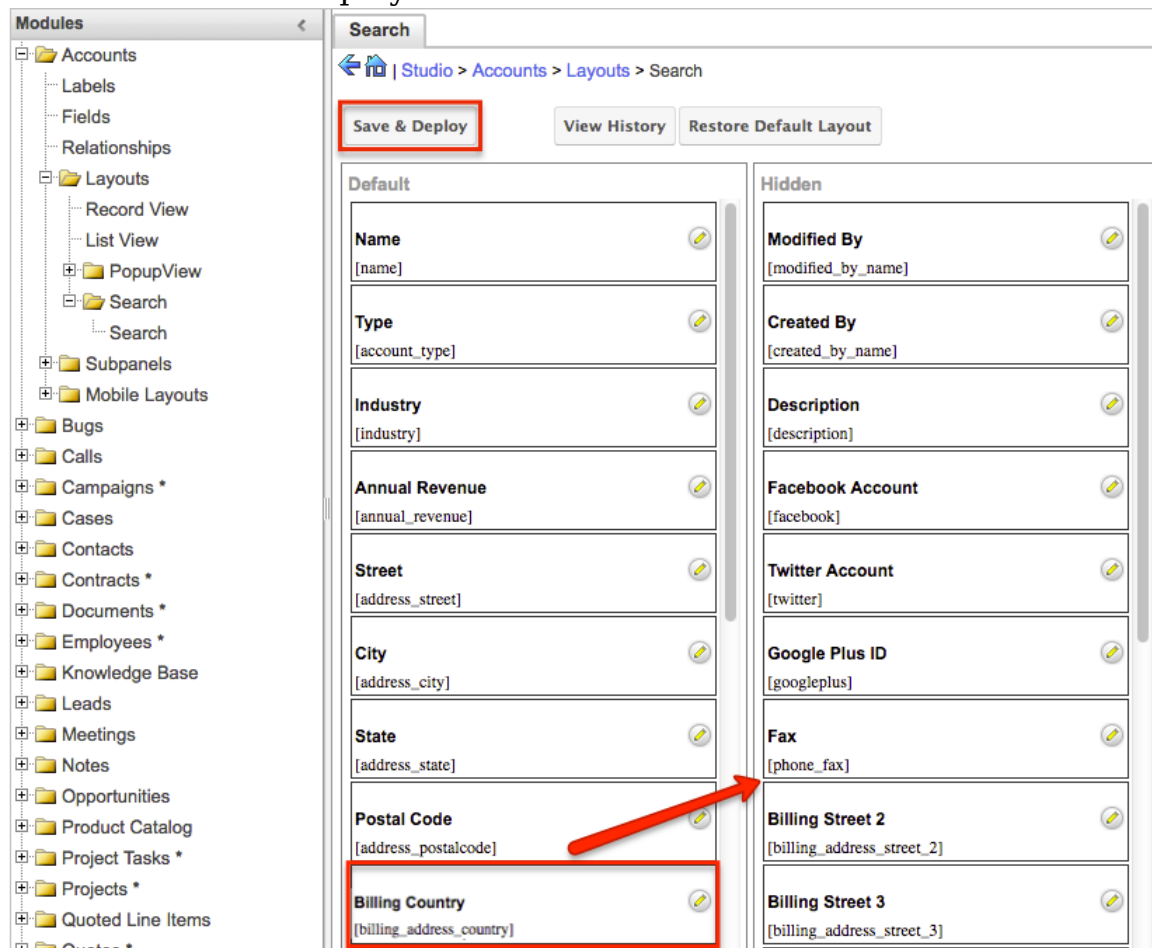 Modules
Accounts
Labels
Fields
Relationships
Layouts
Record View
List View
PopupView
Search
Search
Subpanels
Mobile Layouts
Bugs
Calls
Campaigns *
Cases
Contacts
Contracts *
Documents *
Employees *
Knowledge Base
Leads
Meetings
Notes
Opportunities
Product Catalog
Project Tasks *
Projects *
Quoted Line Items
Search
| Studio > Accounts > Layouts > Search
Save & Deploy View History Restore Default Layout
Default
Name
[name]
Type
[account_type]
Industry
[industry]
Annual Revenue
[annual_revenue]
Street
[address_street]
City
[address_city]
State
[address_state]
Postal Code
[address_postalcode]
Billing Country
[billing_address_country]
Hidden
Modified By
[modified_by_name]
Created By
[created_by_name]
Description
[description]
Facebook Account
[facebook]
Twitter Account
[twitter]
Google Plus ID
[googleplus]
Fax
[phone_fax]
Billing Street 2
[billing_address_street_2]
Billing Street 3
[billing_address_street_3]